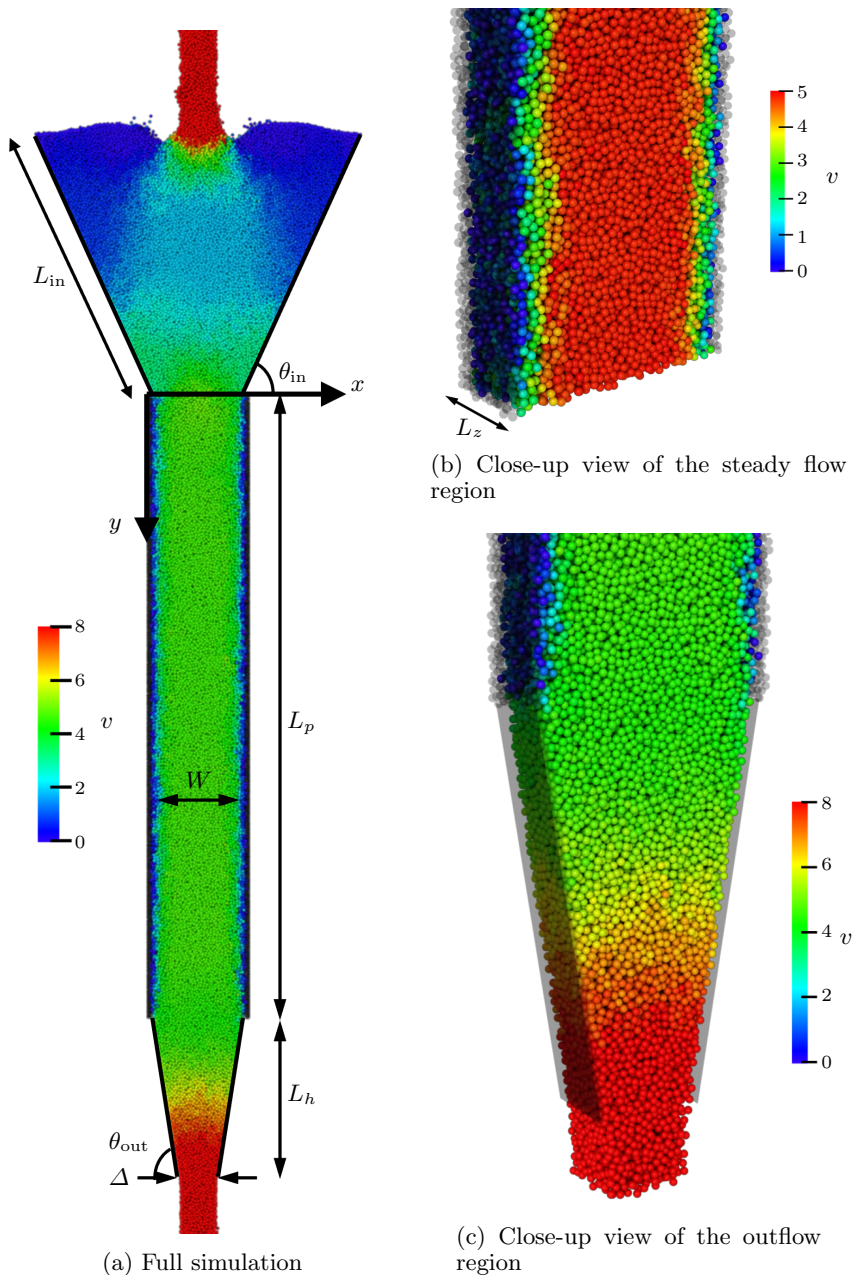 L_in
θ_in
x
y
8
6
v
4
2
0
L_p
W
L_h
θ_out
Δ
(a) Full simulation
5
4
3
v
2
1
0
L_z
(b) Close-up view of the steady flow
region
8
6
4
v
2
0
(c) Close-up view of the outflow
region